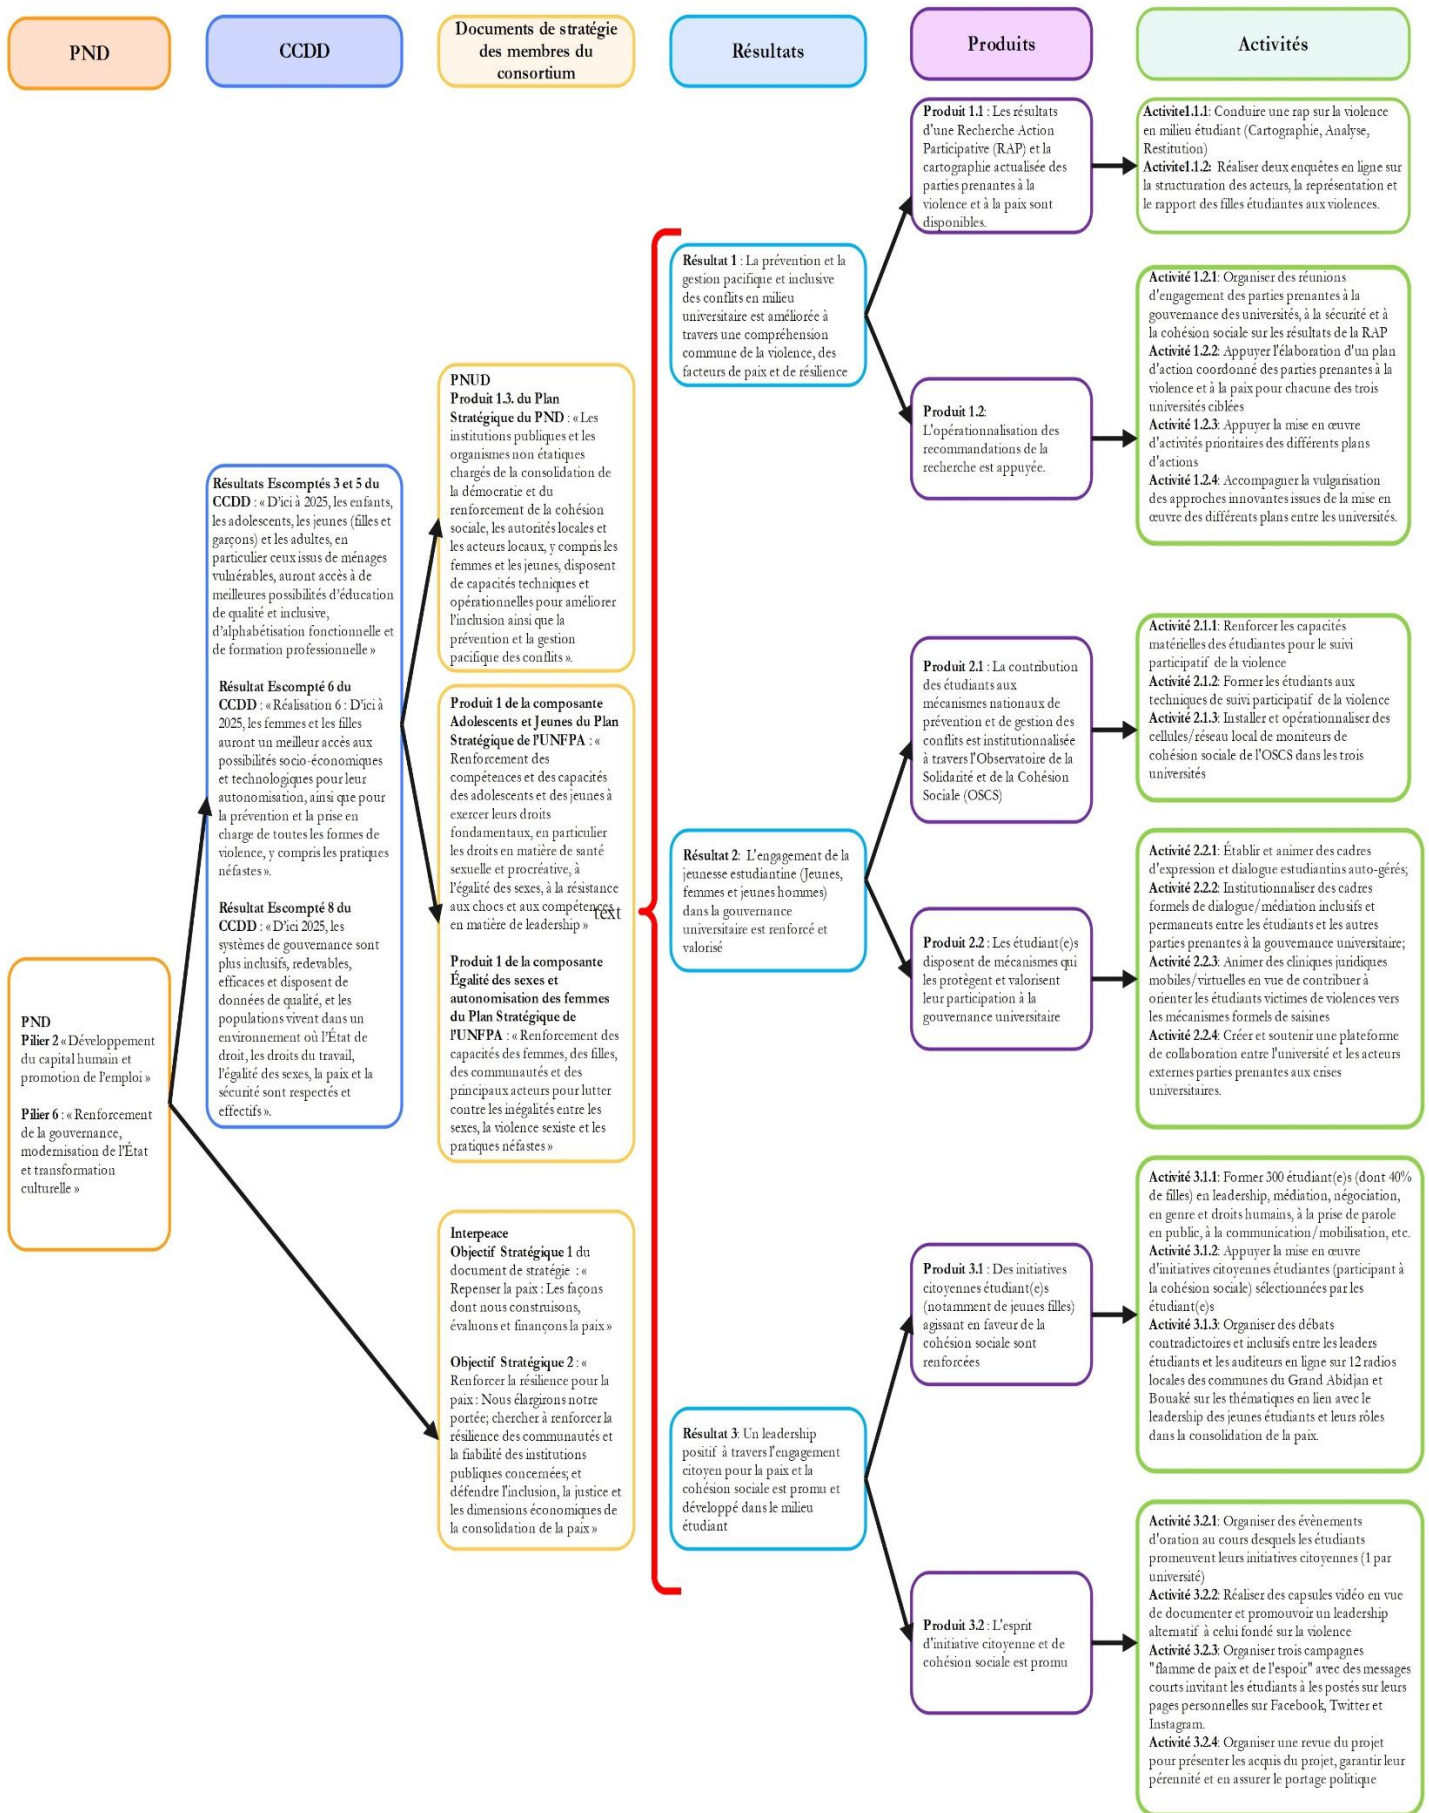 PND
CCDD
Documents de stratégie
des membres du
consortium
Résultats
Produits
Activités
PND
Pilier 2 « Développement
du capital humain et
promotion de l'emploi »
Pilier 6 : « Renforcement
de la gouvernance,
modernisation de l'État
et transformation
culturelle »
Résultats Escomptés 3 et 5 du
CCDD : « D'ici à 2025, les enfants,
les adolescents, les jeunes (filles et
garçons) et les adultes, en
particulier ceux issus de ménages
vulnérables, auront accès à de
meilleures possibilités d'éducation
de qualité et inclusive,
d'alphabétisation fonctionnelle et
de formation professionnelle »
Résultat Escompté 6 du
CCDD : « Réalisation 6 : D'ici à
2025, les femmes et les filles
auront un meilleur accès aux
possibilités socio-économiques
et technologiques pour leur
autonomisation, ainsi que pour
la prévention et la prise en
charge de toutes les formes de
violence, y compris les pratiques
néfastes ».
Résultat Escompté 8 du
CCDD : « D'ici 2025, les
systèmes de gouvernance sont
plus inclusifs, redevables,
efficaces et disposent de
données de qualité, et les
populations vivent dans un
environnement où l'État de
droit, les droits du travail,
l'égalité des sexes, la paix et la
sécurité sont respectés et
effectifs ».
PNUD
Produit 1.3. du Plan
Stratégique du PND : « Les
institutions publiques et les
organismes non étatiques
chargés de la consolidation de
la démocratie et du
renforcement de la cohésion
sociale, les autorités locales et
les acteurs locaux, y compris les
femmes et les jeunes, disposent
de capacités techniques et
opérationnelles pour améliorer
l'inclusion ainsi que la
prévention et la gestion
pacifique des conflits ».
Produit 1 de la composante
Adolescents et Jeunes du Plan
Stratégique de l'UNFPA : «
Renforcement des
compétences et des capacités
des adolescents et des jeunes à
exercer leurs droits
fondamentaux, en particulier
les droits en matière de santé
sexuelle et procréative, à
l'égalité des sexes, à la résistance
aux chocs et aux compétences
en matière de leadership »
text
Produit 1 de la composante
Égalité des sexes et
autonomisation des femmes
du Plan Stratégique de
l'UNFPA : « Renforcement des
capacités des femmes, des filles,
des communautés et des
principaux acteurs pour lutter
contre les inégalités entre les
sexes, la violence sexiste et les
pratiques néfastes »
Interpeace
Objectif Stratégique 1 du
document de stratégie : «
Repenser la paix : Les façons
dont nous construisons,
évaluons et finançons la paix »
Objectif Stratégique 2 : «
Renforcer la résilience pour la
paix : Nous élargirons notre
portée; chercher à renforcer la
résilience des communautés et
la fiabilité des institutions
publiques concernées; et
défendre l'inclusion, la justice et
les dimensions économiques de
la consolidation de la paix »
Résultat 1 : La prévention et la
gestion pacifique et inclusive
des conflits en milieu
universitaire est améliorée à
travers une compréhension
commune de la violence, des
facteurs de paix et de résilience
Résultat 2: L'engagement de la
jeunesse estudiantine (Jeunes,
femmes et jeunes hommes)
dans la gouvernance
universitaire est renforcé et
valorisé
Résultat 3: Un leadership
positif à travers l'engagement
citoyen pour la paix et la
cohésion sociale est promu et
développé dans le milieu
étudiant
Produit 1.1 : Les résultats
d'une Recherche Action
Participative (RAP) et la
cartographie actualisée des
parties prenantes à la
violence et à la paix sont
disponibles.
Produit 1.2:
L'opérationnalisation des
recommandations de la
recherche est appuyée.
Produit 2.1 : La contribution
des étudiants aux
mécanismes nationaux de
prévention et de gestion des
conflits est institutionnalisée
à travers l'Observatoire de la
Solidarité et de la Cohésion
Sociale (OSCS)
Produit 2.2 : Les étudiant(e)s
disposent de mécanismes qui
les protègent et valorisent
leur participation à la
gouvernance universitaire
Produit 3.1 : Des initiatives
citoyennes étudiant(e)s
(notamment de jeunes filles)
agissant en faveur de la
cohésion sociale sont
renforcées
Produit 3.2 : L'esprit
d'initiative citoyenne et de
cohésion sociale est promu
Activite1.1.1: Conduire une rap sur la violence
en milieu étudiant (Cartographie, Analyse,
Restitution)
Activite1.1.2: Réaliser deux enquêtes en ligne sur
la structuration des acteurs, la représentation et
le rapport des filles étudiantes aux violences.
Activité 1.2.1: Organiser des réunions
d'engagement des parties prenantes à la
gouvernance des universités, à la sécurité et à
la cohésion sociale sur les résultats de la RAP
Activité 1.2.2: Appuyer l'élaboration d'un plan
d'action coordonné des parties prenantes à la
violence et à la paix pour chacune des trois
universités ciblées
Activité 1.2.3: Appuyer la mise en œuvre
d'activités prioritaires des différents plans
d'actions
Activité 1.2.4: Accompagner la vulgarisation
des approches innovantes issues de la mise en
œuvre des différents plans entre les universités.
Activité 2.1.1: Renforcer les capacités
matérielles des étudiantes pour le suivi
participatif de la violence
Activité 2.1.2: Former les étudiants aux
techniques de suivi participatif de la violence
Activité 2.1.3: Installer et opérationnaliser des
cellules/réseau local de moniteurs de
cohésion sociale de l'OSCS dans les trois
universités
Activité 2.2.1: Établir et animer des cadres
d'expression et dialogue estudiantins auto-gérés;
Activité 2.2.2: Institutionnaliser des cadres
formels de dialogue/médiation inclusifs et
permanents entre les étudiants et les autres
parties prenantes à la gouvernance universitaire;
Activité 2.2.3: Animer des cliniques juridiques
mobiles/virtuelles en vue de contribuer à
orienter les étudiants victimes de violences vers
les mécanismes formels de saisines
Activité 2.2.4: Créer et soutenir une plateforme
de collaboration entre l'université et les acteurs
externes parties prenantes aux crises
universitaires.
Activité 3.1.1: Former 300 étudiant(e)s (dont 40%
de filles) en leadership, médiation, négociation,
en genre et droits humains, à la prise de parole
en public, à la communication/mobilisation, etc.
Activité 3.1.2: Appuyer la mise en œuvre
d'initiatives citoyennes étudiantes (participant à
la cohésion sociale) sélectionnées par les
étudiant(e)s
Activité 3.1.3: Organiser des débats
contradictoires et inclusifs entre les leaders
étudiants et les auditeurs en ligne sur 12 radios
locales des communes du Grand Abidjan et
Bouaké sur les thématiques en lien avec le
leadership des jeunes étudiants et leurs rôles
dans la consolidation de la paix.
Activité 3.2.1: Organiser des évènements
d'oration au cours desquels les étudiants
promeuvent leurs initiatives citoyennes (1 par
université)
Activité 3.2.2: Réaliser des capsules vidéo en vue
de documenter et promouvoir un leadership
alternatif à celui fondé sur la violence
Activité 3.2.3: Organiser trois campagnes
"flamme de paix et de l'espoir" avec des messages
courts invitant les étudiants à les postés sur leurs
pages personnelles sur Facebook, Twitter et
Instagram.
Activité 3.2.4: Organiser une revue du projet
pour présenter les acquis du projet, garantir leur
pérennité et en assurer le portage politique